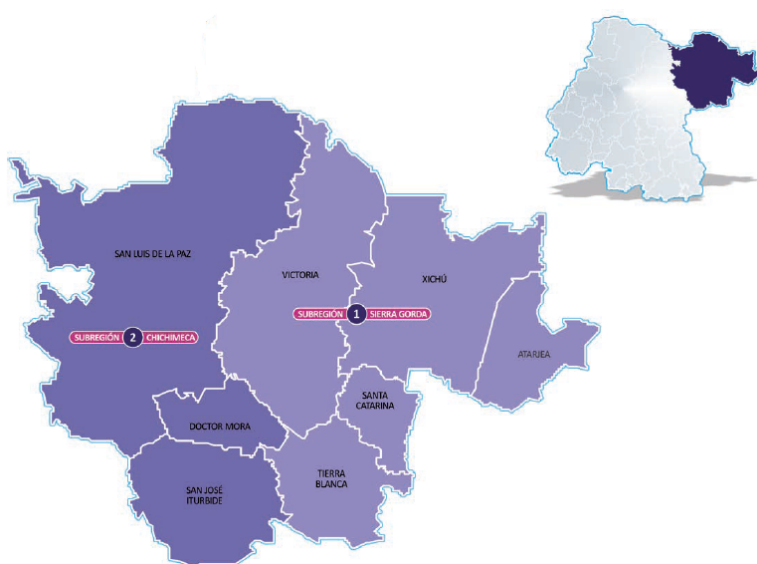 SAN LUIS DE LA PAZ
VICTORIA
XICHÚ
SUBREGIÓN 1 SIERRA GORDA
SUBREGIÓN 2 CHICHIMECA
ATARJEA
SANTA
CATARINA
DOCTOR MORA
TIERRA
BLANCA
SAN JOSÉ
ITURBIDE